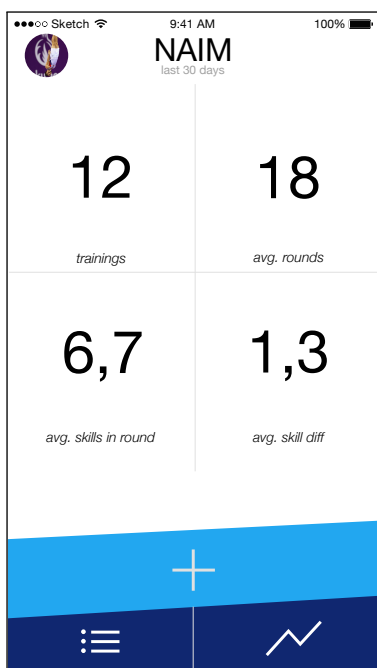 Sketch 9:41 AM 100%
NAIM
last 30 days
12 18
trainings avg. rounds
6,7 1,3
avg. skills in round avg. skill diff